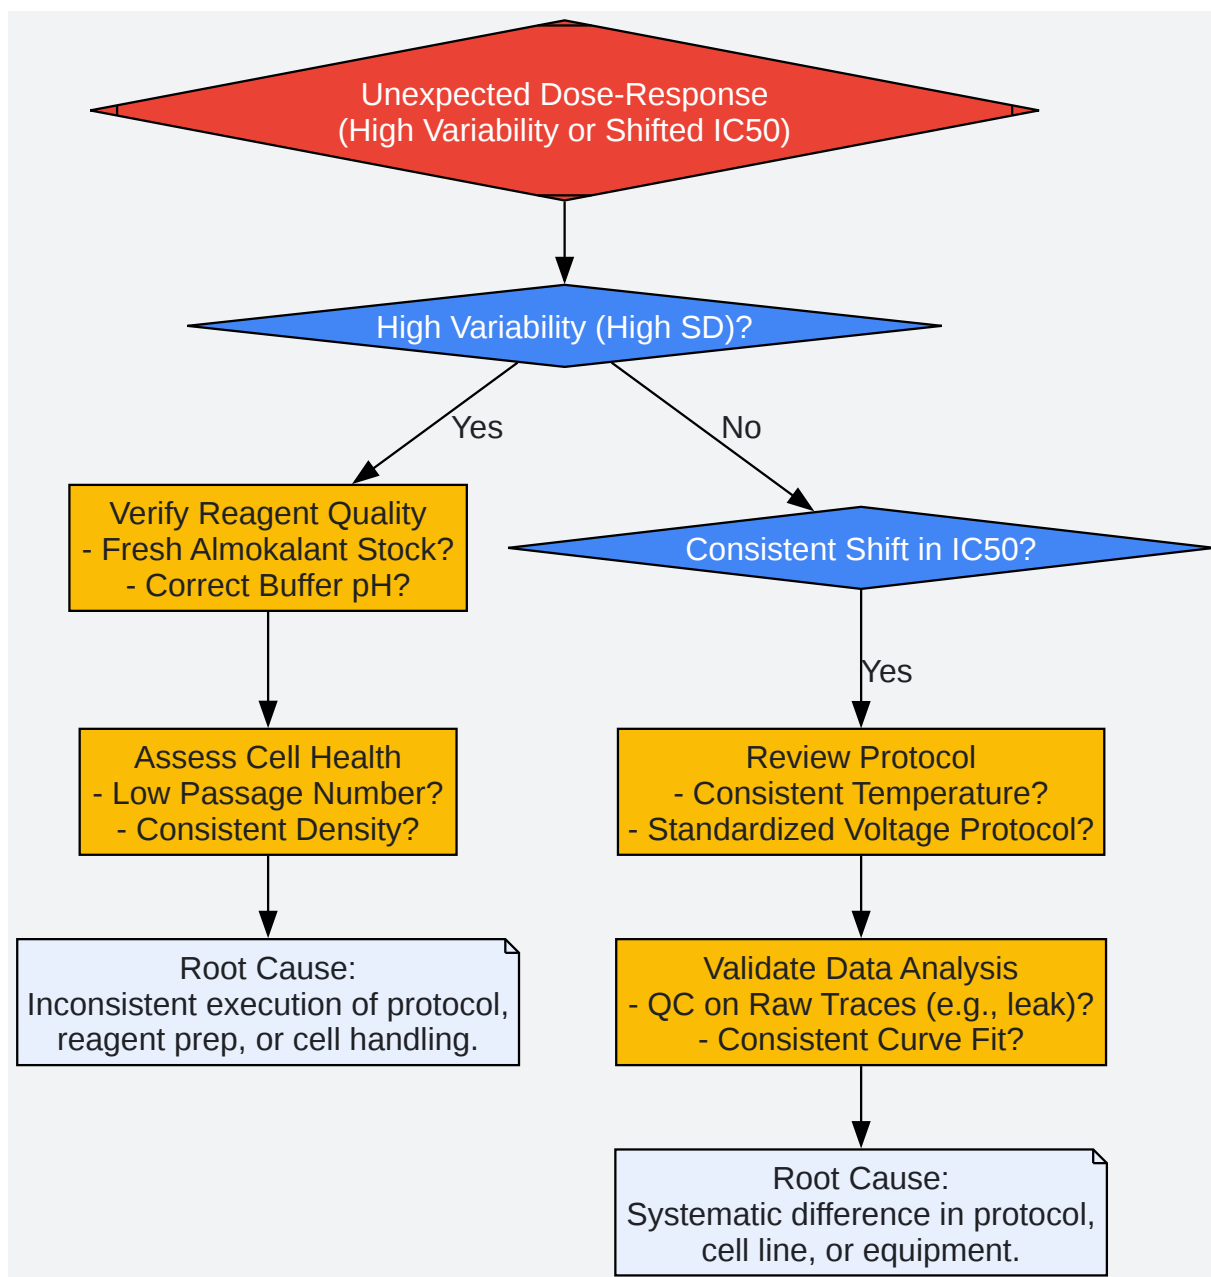 Unexpected Dose-Response
(High Variability or Shifted IC50)
High Variability (High SD)?
Yes
No
Verify Reagent Quality
- Fresh Almokalant Stock?
- Correct Buffer pH?
Consistent Shift in IC50?
Yes
Assess Cell Health
- Low Passage Number?
- Consistent Density?
Review Protocol
- Consistent Temperature?
- Standardized Voltage Protocol?
Root Cause:
Inconsistent execution of protocol,
reagent prep, or cell handling.
Validate Data Analysis
- QC on Raw Traces (e.g., leak)?
- Consistent Curve Fit?
Root Cause:
Systematic difference in protocol,
cell line, or equipment.